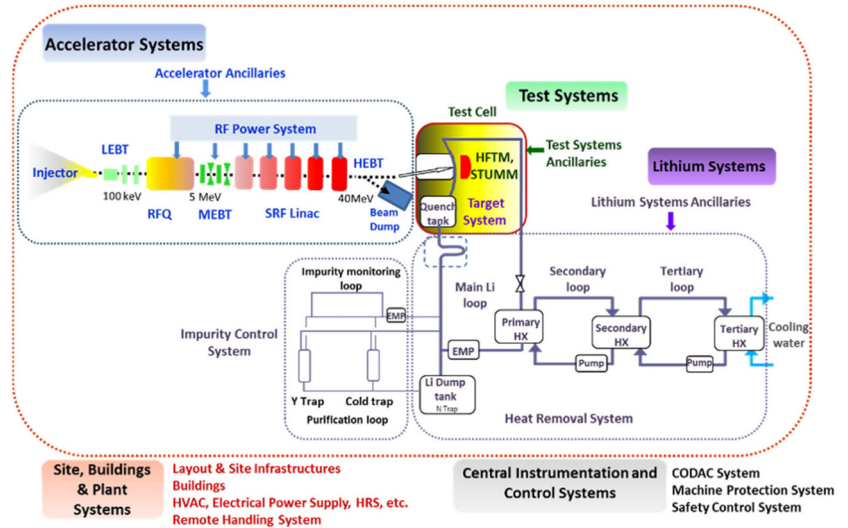 Accelerator Systems
Accelerator Ancillaries
RF Power System
LEBT
Injector
100 keV
RFQ
5 MeV
MEBT
SRF Linac
HEBT
40MeV
Beam
Dump
Test Cell
HFTM,
STUMM
Target
System
Quench
tank
Test Systems
Test Systems
Ancillaries
Lithium Systems
Lithium Systems Ancillaries
Impurity monitoring
loop
EMP
Impurity Control
System
Y Trap
Cold trap
Purification loop
Main Li
loop
EMP
Li Dump
tank
N Trap
Primary
HX
Secondary
loop
Pump
Secondary
HX
Tertiary
loop
Pump
Tertiary
HX
Cooling
water
Heat Removal System
Site, Buildings
& Plant
Systems
Layout & Site Infrastructures
Buildings
HVAC, Electrical Power Supply, HRS, etc.
Remote Handling System
Central Instrumentation and
Control Systems
CODAC System
Machine Protection System
Safety Control System